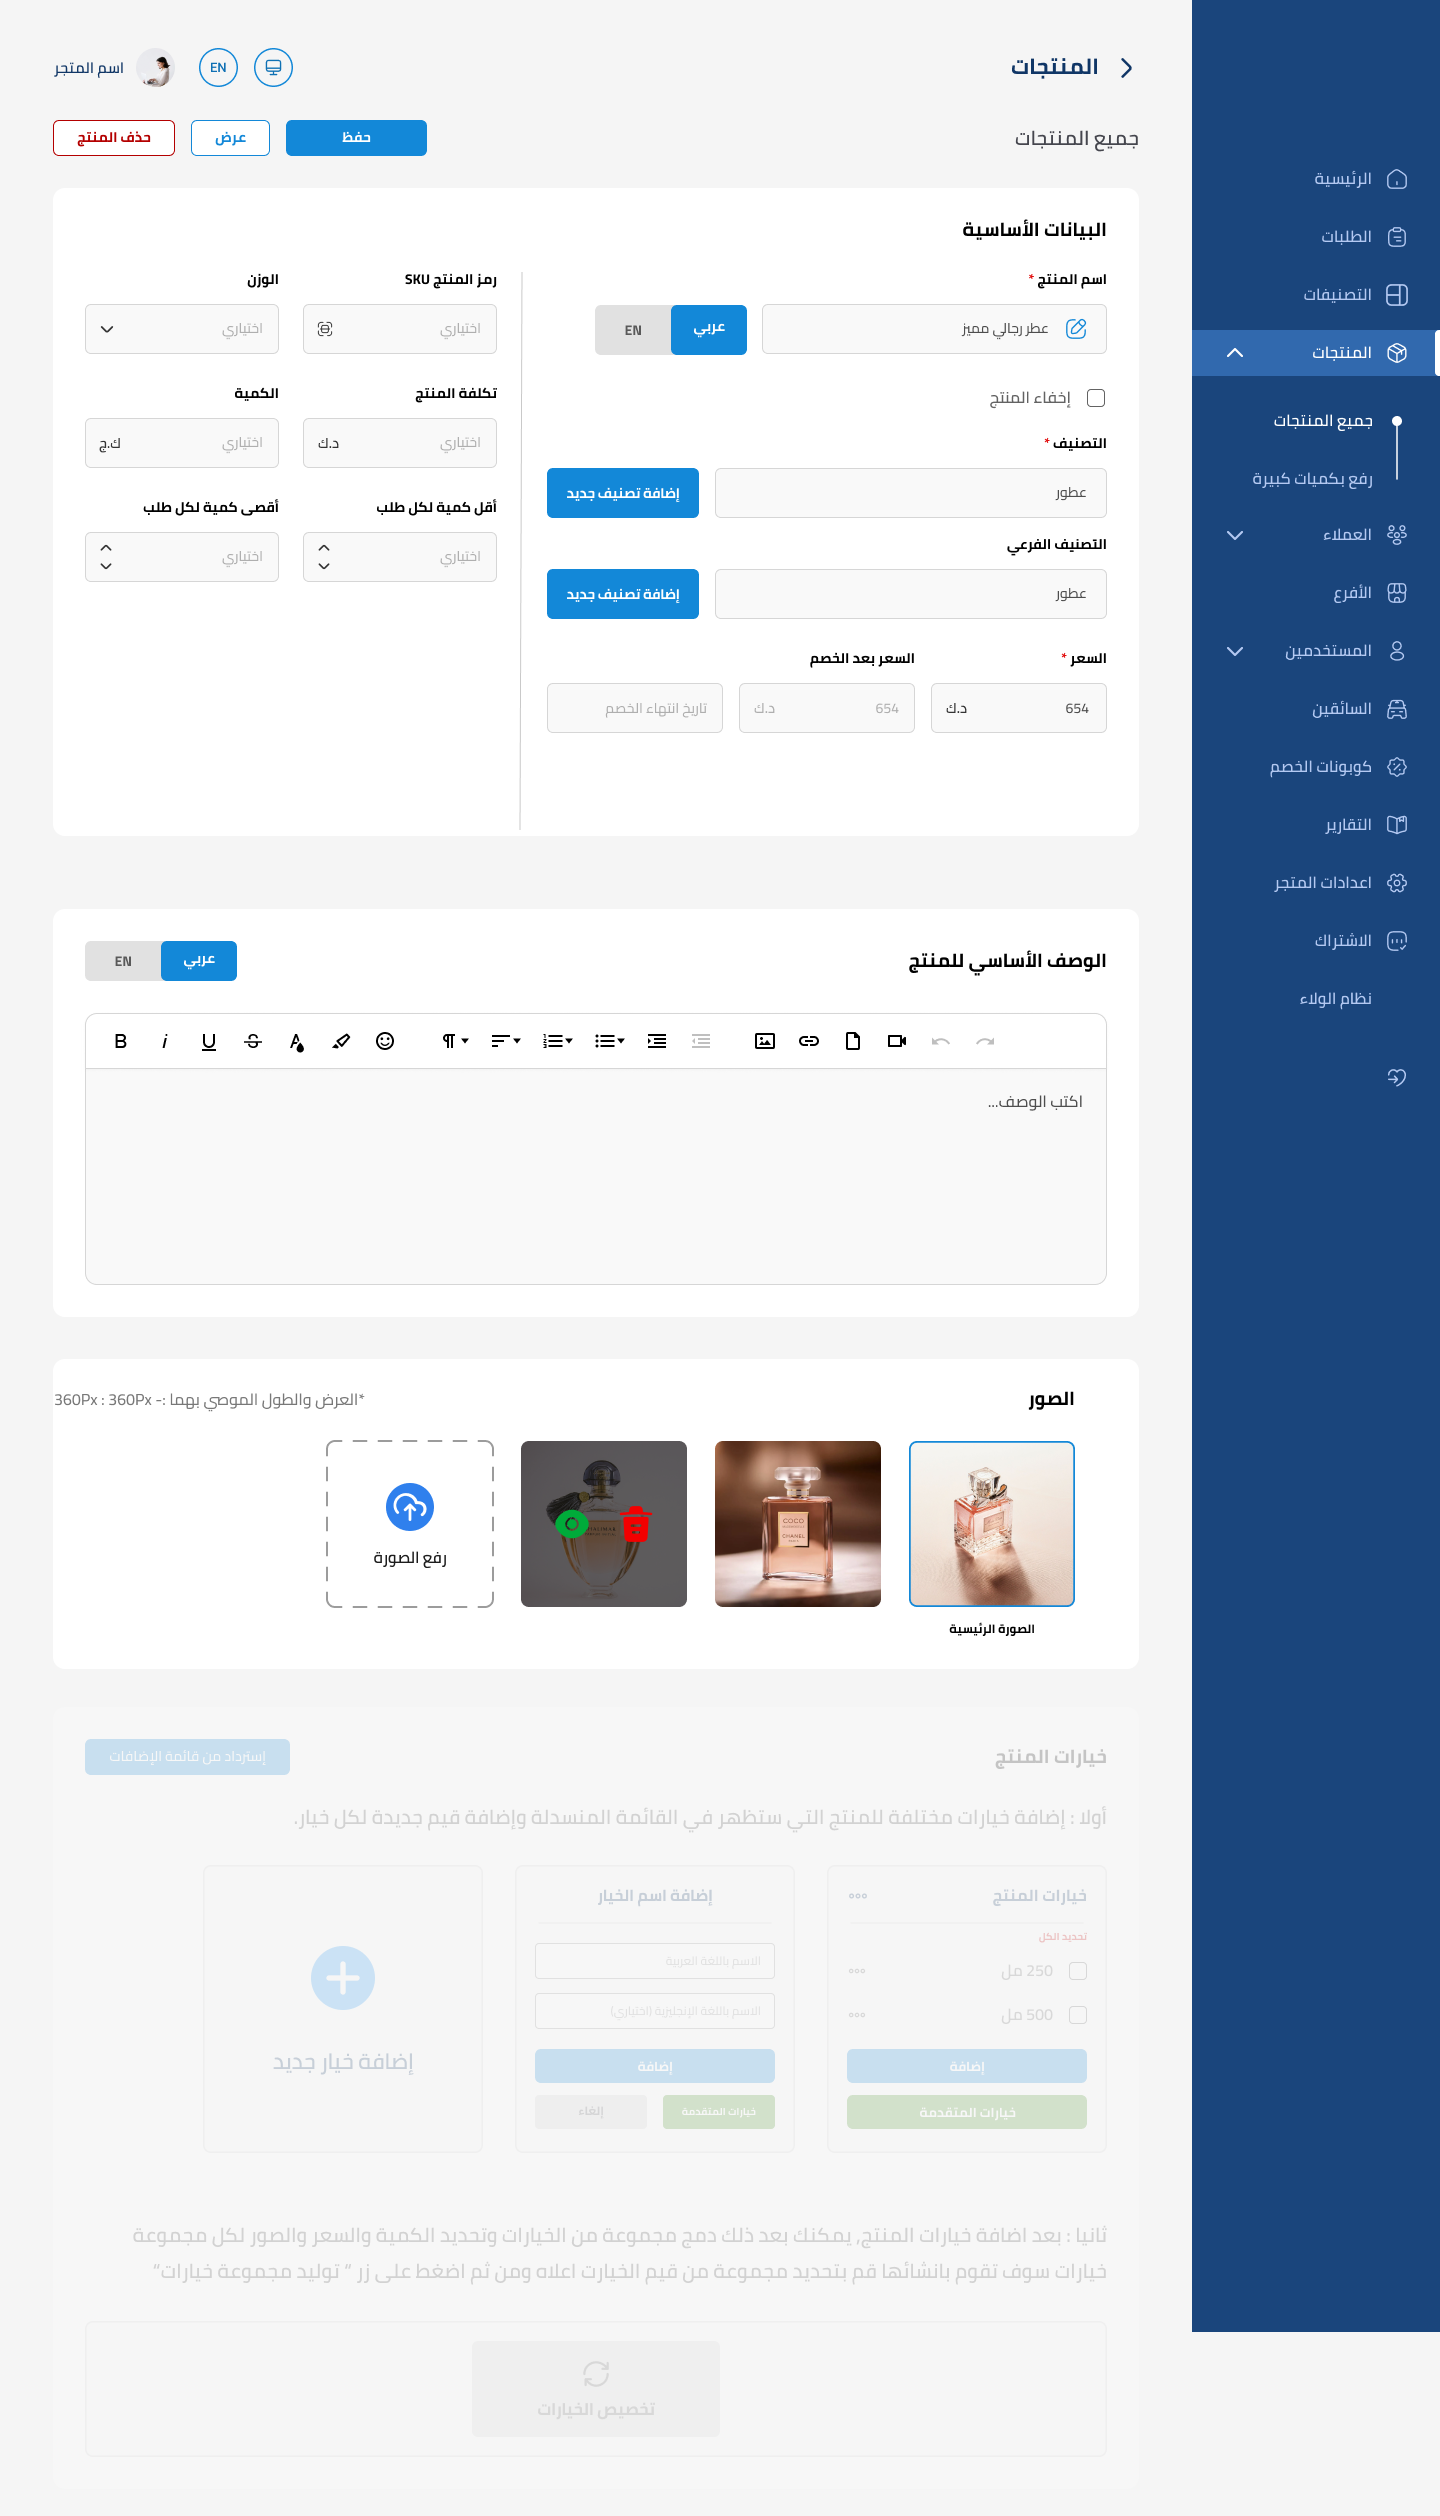 المنتجات
EN
اسم المتجر
جميع المنتجات
حفظ
عرض
حذف المنتج
الرئيسية
الطلبات
التصنيفات
المنتجات
جميع المنتجات
رفع بكميات كبيرة
العملاء
الأفرع
المستخدمين
السائقين
كوبونات الخصم
التقارير
اعدادات المتجر
الاشتراك
نظام الولاء
البيانات الأساسية
اسم المنتج *
عطر رجالي مميز
عربي
EN
إخفاء المنتج
التصنيف *
عطور
إضافة تصنيف جديد
التصنيف الفرعي
عطور
إضافة تصنيف جديد
السعر *
السعر بعد الخصم
654 د.ك
654 د.ك
تاريخ انتهاء الخصم
رمز المنتج SKU
الوزن
اختياري
اختياري
تكلفة المنتج
الكمية
اختياري د.ك
اختياري ك.ج
أقل كمية لكل طلب
أقصى كمية لكل طلب
اختياري
اختياري
الوصف الأساسي للمنتج
عربي
EN
اكتب الوصف...
الصور
*العرض والطول الموصي بهما :- 360Px : 360Px
COCO
CHANEL
رفع الصورة
الصورة الرئيسية
خيارات المنتج
إسترداد من قائمة الإضافات
أولا : إضافة خيارات مختلفة للمنتج التي ستظهر في القائمة المنسدلة وإضافة قيم جديدة لكل خيار.
خيارات المنتج
تحديد الكل
250 مل
500 مل
إضافة
خيارات المتقدمة
إضافة اسم الخيار
الاسم باللغة العربية
الاسم باللغة الإنجليزية (اختياري)
إضافة
خيارات المتقدمة
إلغاء
إضافة خيار جديد
ثانيا : بعد اضافة خيارات المنتج, يمكنك بعد ذلك دمج مجموعة من الخيارات وتحديد الكمية والسعر والصور لكل مجموعة
خيارات سوف تقوم بانشائها قم بتحديد مجموعة من قيم الخيارت اعلاه ومن ثم اضغط على زر " توليد مجموعة خيارات"
تخصيص الخيارات